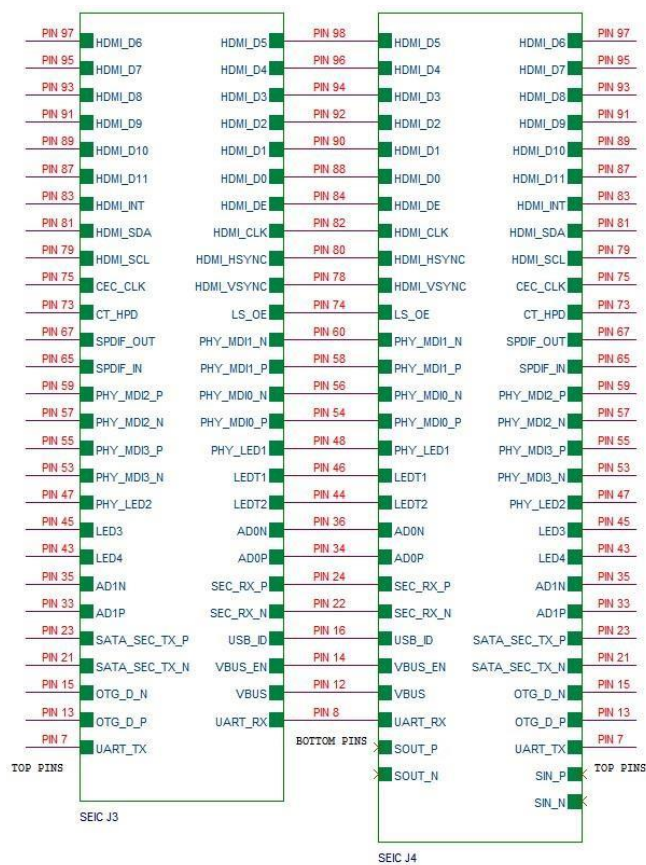 PIN 97 HDMI_D6 HDMI_D5 PIN 98 HDMI_D5 HDMI_D6 PIN 97
PIN 95 HDMI_D7 HDMI_D4 PIN 96 HDMI_D4 HDMI_D7 PIN 95
PIN 93 HDMI_D8 HDMI_D3 PIN 94 HDMI_D3 HDMI_D8 PIN 93
PIN 91 HDMI_D9 HDMI_D2 PIN 92 HDMI_D2 HDMI_D9 PIN 91
PIN 89 HDMI_D10 HDMI_D1 PIN 90 HDMI_D1 HDMI_D10 PIN 89
PIN 87 HDMI_D11 HDMI_D0 PIN 88 HDMI_D0 HDMI_D11 PIN 87
PIN 83 HDMI_INT HDMI_DE PIN 84 HDMI_DE HDMI_INT PIN 83
PIN 81 HDMI_SDA HDMI_CLK PIN 82 HDMI_CLK HDMI_SDA PIN 81
PIN 79 HDMI_SCL HDMI_HSYNC PIN 80 HDMI_HSYNC HDMI_SCL PIN 79
PIN 75 CEC_CLK HDMI_VSYNC PIN 78 HDMI_VSYNC CEC_CLK PIN 75
PIN 73 CT_HPD LS_OE PIN 74 LS_OE CT_HPD PIN 73
PIN 67 SPDIF_OUT PHY_MDI1_N PIN 60 PHY_MDI1_N SPDIF_OUT PIN 67
PIN 65 SPDIF_IN PHY_MDI1_P PIN 58 PHY_MDI1_P SPDIF_IN PIN 65
PIN 59 PHY_MDI2_P PHY_MDI0_N PIN 56 PHY_MDI0_N PHY_MDI2_P PIN 59
PIN 57 PHY_MDI2_N PHY_MDI0_P PIN 54 PHY_MDI0_P PHY_MDI2_N PIN 57
PIN 55 PHY_MDI3_P PHY_LED1 PIN 48 PHY_LED1 PHY_MDI3_P PIN 55
PIN 53 PHY_MDI3_N LEDT1 PIN 46 LEDT1 PHY_MDI3_N PIN 53
PIN 47 PHY_LED2 LEDT2 PIN 44 LEDT2 PHY_LED2 PIN 47
PIN 45 LED3 AD0N PIN 36 AD0N LED3 PIN 45
PIN 43 LED4 AD0P PIN 34 AD0P LED4 PIN 43
PIN 35 AD1N SEC_RX_P PIN 24 SEC_RX_P AD1N PIN 35
PIN 33 AD1P SEC_RX_N PIN 22 SEC_RX_N AD1P PIN 33
PIN 23 SATA_SEC_TX_P USB_ID PIN 16 USB_ID SATA_SEC_TX_P PIN 23
PIN 21 SATA_SEC_TX_N VBUS_EN PIN 14 VBUS_EN SATA_SEC_TX_N PIN 21
PIN 15 OTG_D_N VBUS PIN 12 VBUS OTG_D_N PIN 15
PIN 13 OTG_D_P UART_RX PIN 8 UART_RX OTG_D_P PIN 13
PIN 7 UART_TX BOTTOM PINS SOUT_P UART_TX PIN 7
TOP PINS SOUT_N SIN_P TOP PINS
SIN_N
SEIC J3
SEIC J4